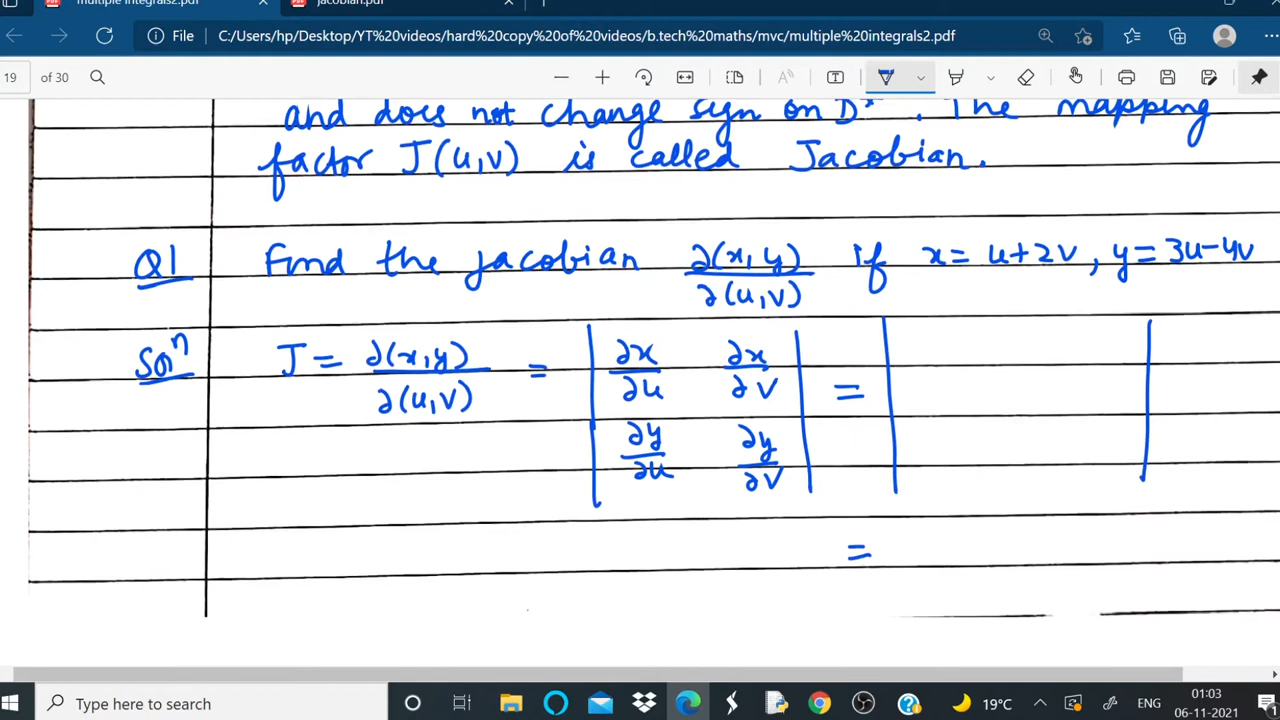 multiple integrals2.pdf
jacobian.pdf
File C:/Users/hp/Desktop/YT%20videos/hard%20copy%20of%20videos/b.tech%20maths/mvc/multiple%20integrals2.pdf
19 of 30
and does not change sign on D*. The mapping
factor J(u,v) is called Jacobian.
Q1 Find the jacobian ∂(x,y)/∂(u,v) if x = u+2v, y = 3u-4v
Solⁿ J = ∂(x,y)/∂(u,v) = | ∂x/∂u ∂x/∂v | = | |
| ∂y/∂u ∂y/∂v |
=
Type here to search
19°C ENG 01:03
06-11-2021